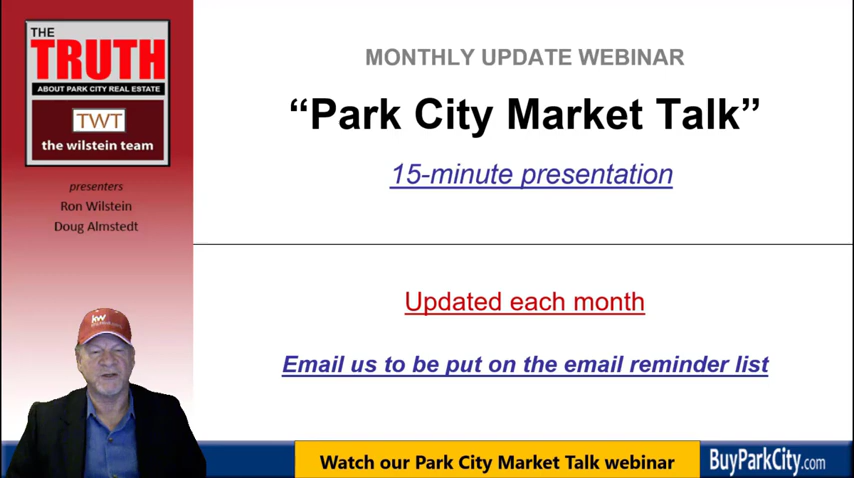 THE
TRUTH
ABOUT PARK CITY REAL ESTATE
TWT
the wilstein team
presenters
Ron Wilstein
Doug Almstedt
MONTHLY UPDATE WEBINAR
“Park City Market Talk”
15-minute presentation
Updated each month
Email us to be put on the email reminder list
kw
Watch our Park City Market Talk webinar
BuyParkCity.com